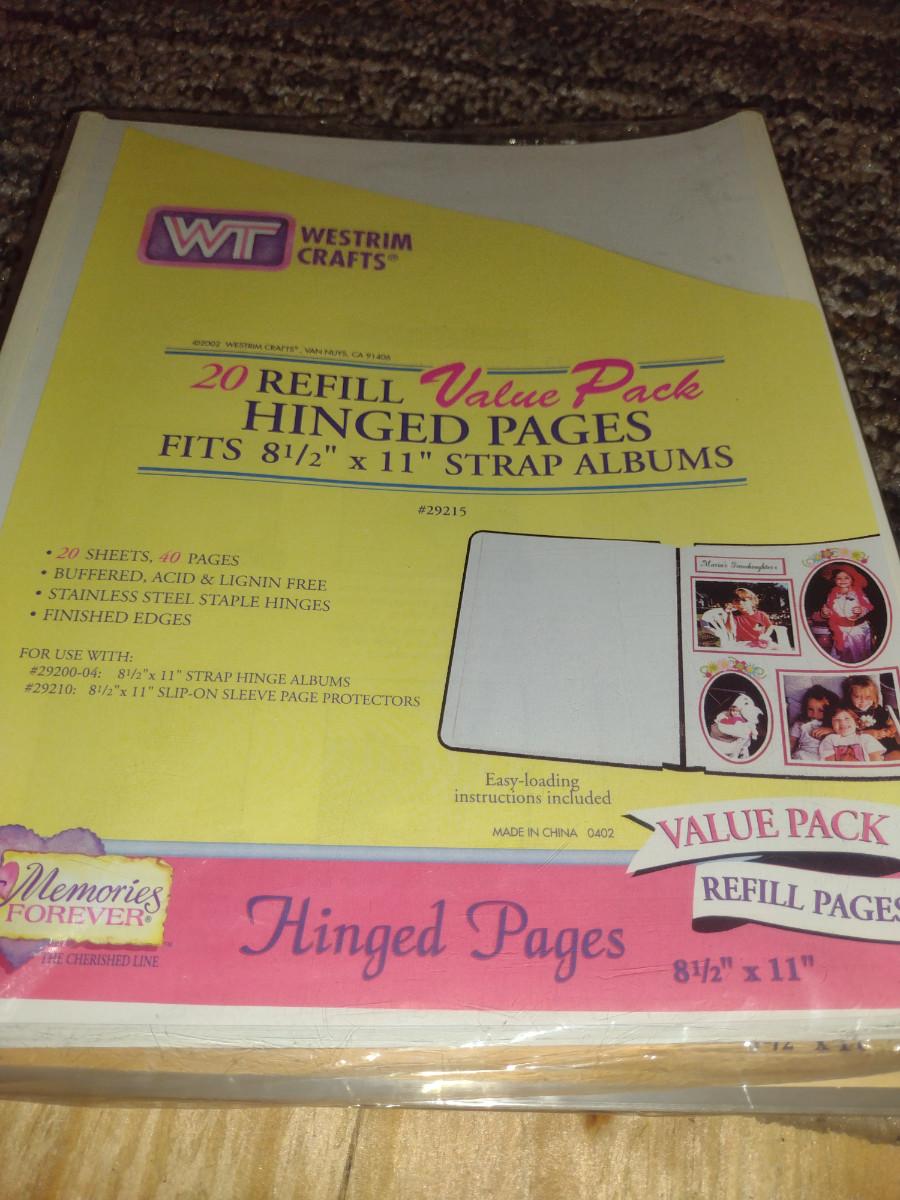 WT WESTRIM
CRAFTS®
©2002 WESTRIM CRAFTS®, VAN NUYS, CA 91406
20 REFILL Value Pack
HINGED PAGES
FITS 8 1/2" x 11" STRAP ALBUMS
#29215
• 20 SHEETS, 40 PAGES
• BUFFERED, ACID & LIGNIN FREE
• STAINLESS STEEL STAPLE HINGES
• FINISHED EDGES
FOR USE WITH:
#29200-04: 8 1/2"x 11" STRAP HINGE ALBUMS
#29210: 8 1/2"x 11" SLIP-ON SLEEVE PAGE PROTECTORS
Easy-loading
instructions included
MADE IN CHINA 0402
VALUE PACK
REFILL PAGES
Memories
FOREVER®
THE CHERISHED LINE
Hinged Pages
8 1/2" x 11"